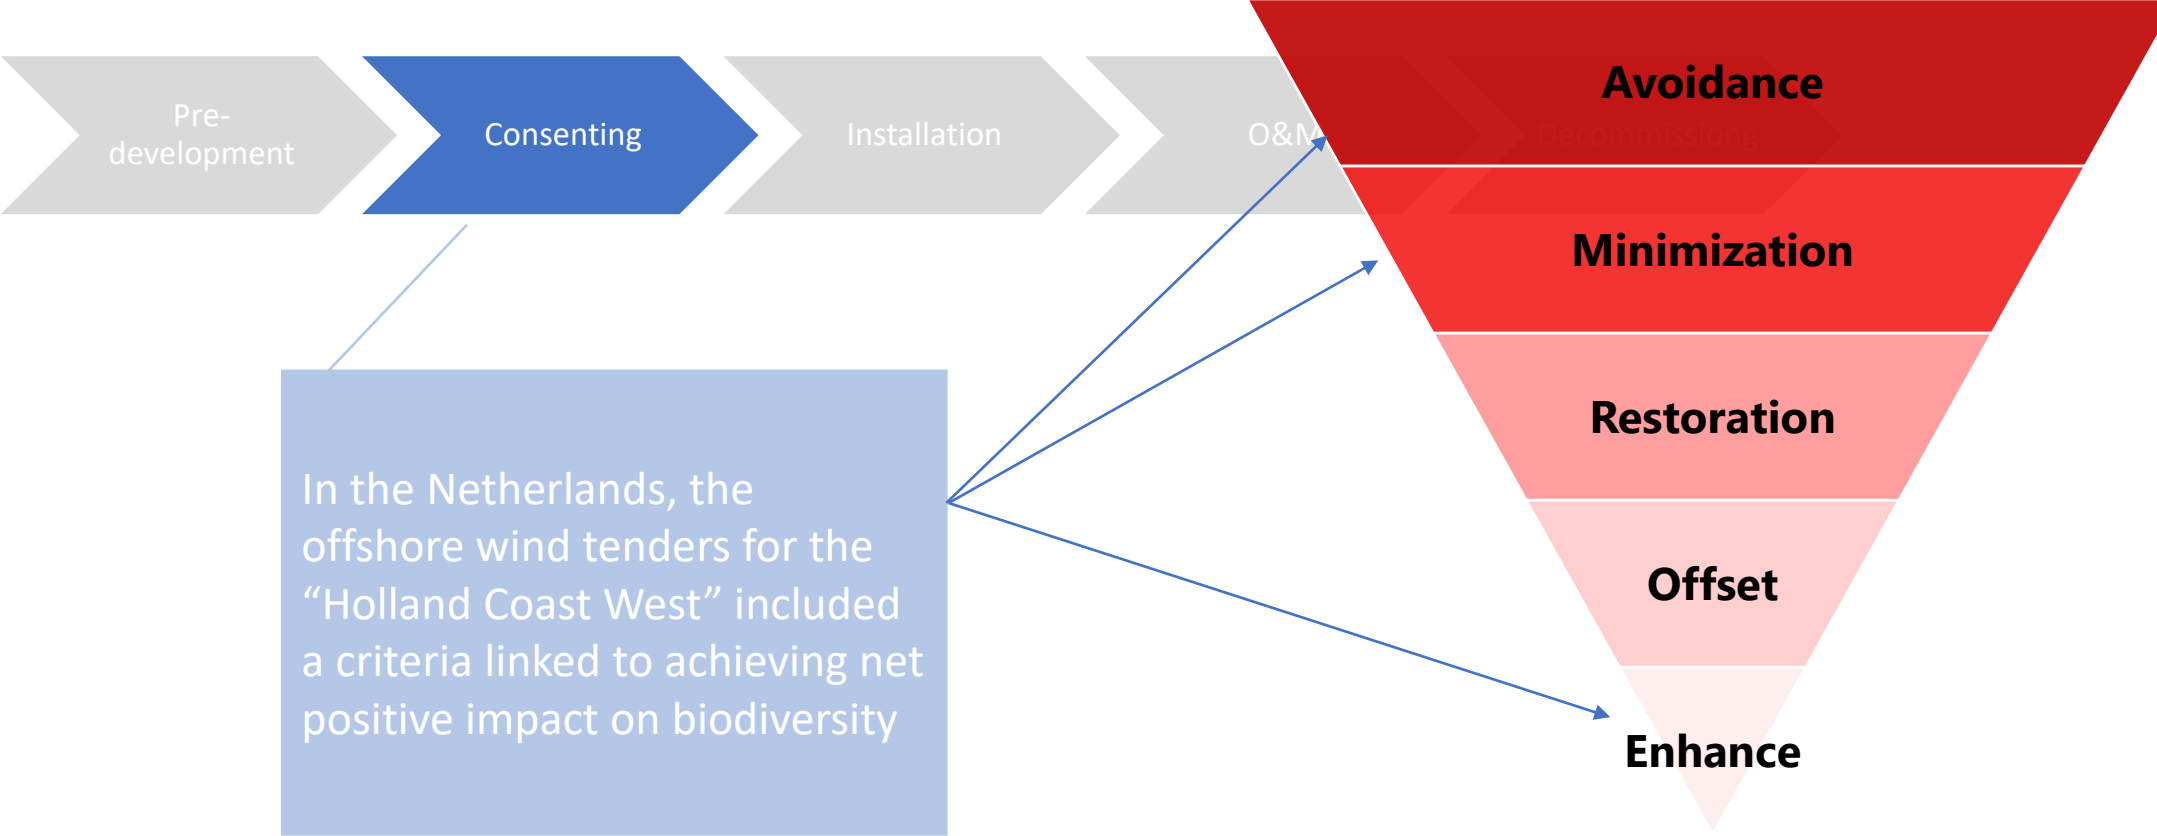 Pre-
development
Consenting
Installation
O&M
Decommissiong
Avoidance
Minimization
Restoration
Offset
Enhance
In the Netherlands, the
offshore wind tenders for the
“Holland Coast West” included
a criteria linked to achieving net
positive impact on biodiversity